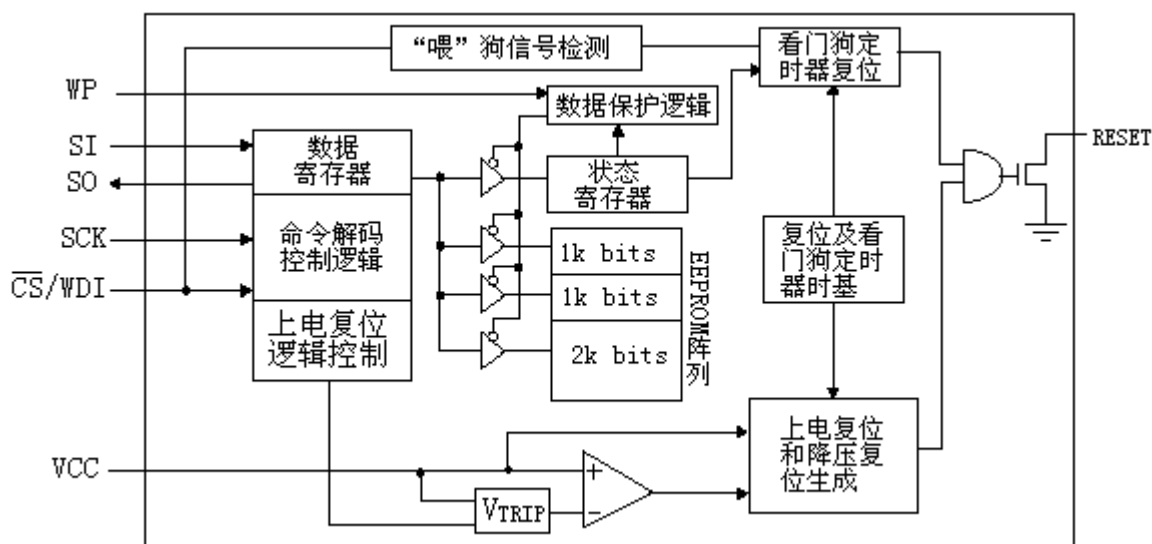 “喂”狗信号检测
看门狗定
时器复位
WP
数据保护逻辑
SI
数据
寄存器
SO
状态
寄存器
RESET
SCK
命令解码
控制逻辑
1k bits
复位及看
门狗定时
器时基
CS/WDI
1k bits
EEPROM阵列
上电复位
逻辑控制
2k bits
上电复位
和降压复
位生成
VCC
+
VTRIP
−